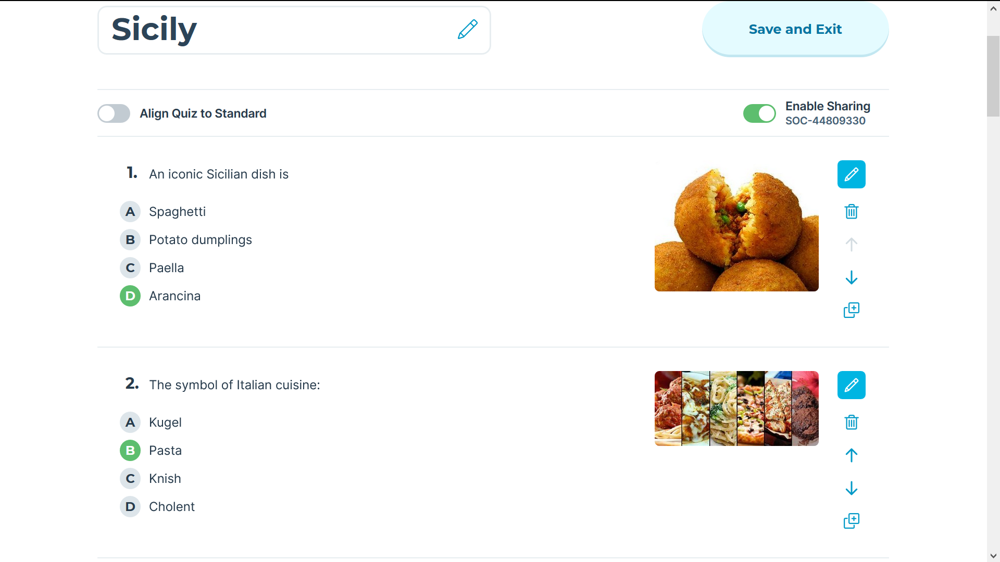 Sicily
Save and Exit
Align Quiz to Standard
Enable Sharing
SOC-44809330
1. An iconic Sicilian dish is
A Spaghetti
B Potato dumplings
C Paella
D Arancina
2. The symbol of Italian cuisine:
A Kugel
B Pasta
C Knish
D Cholent